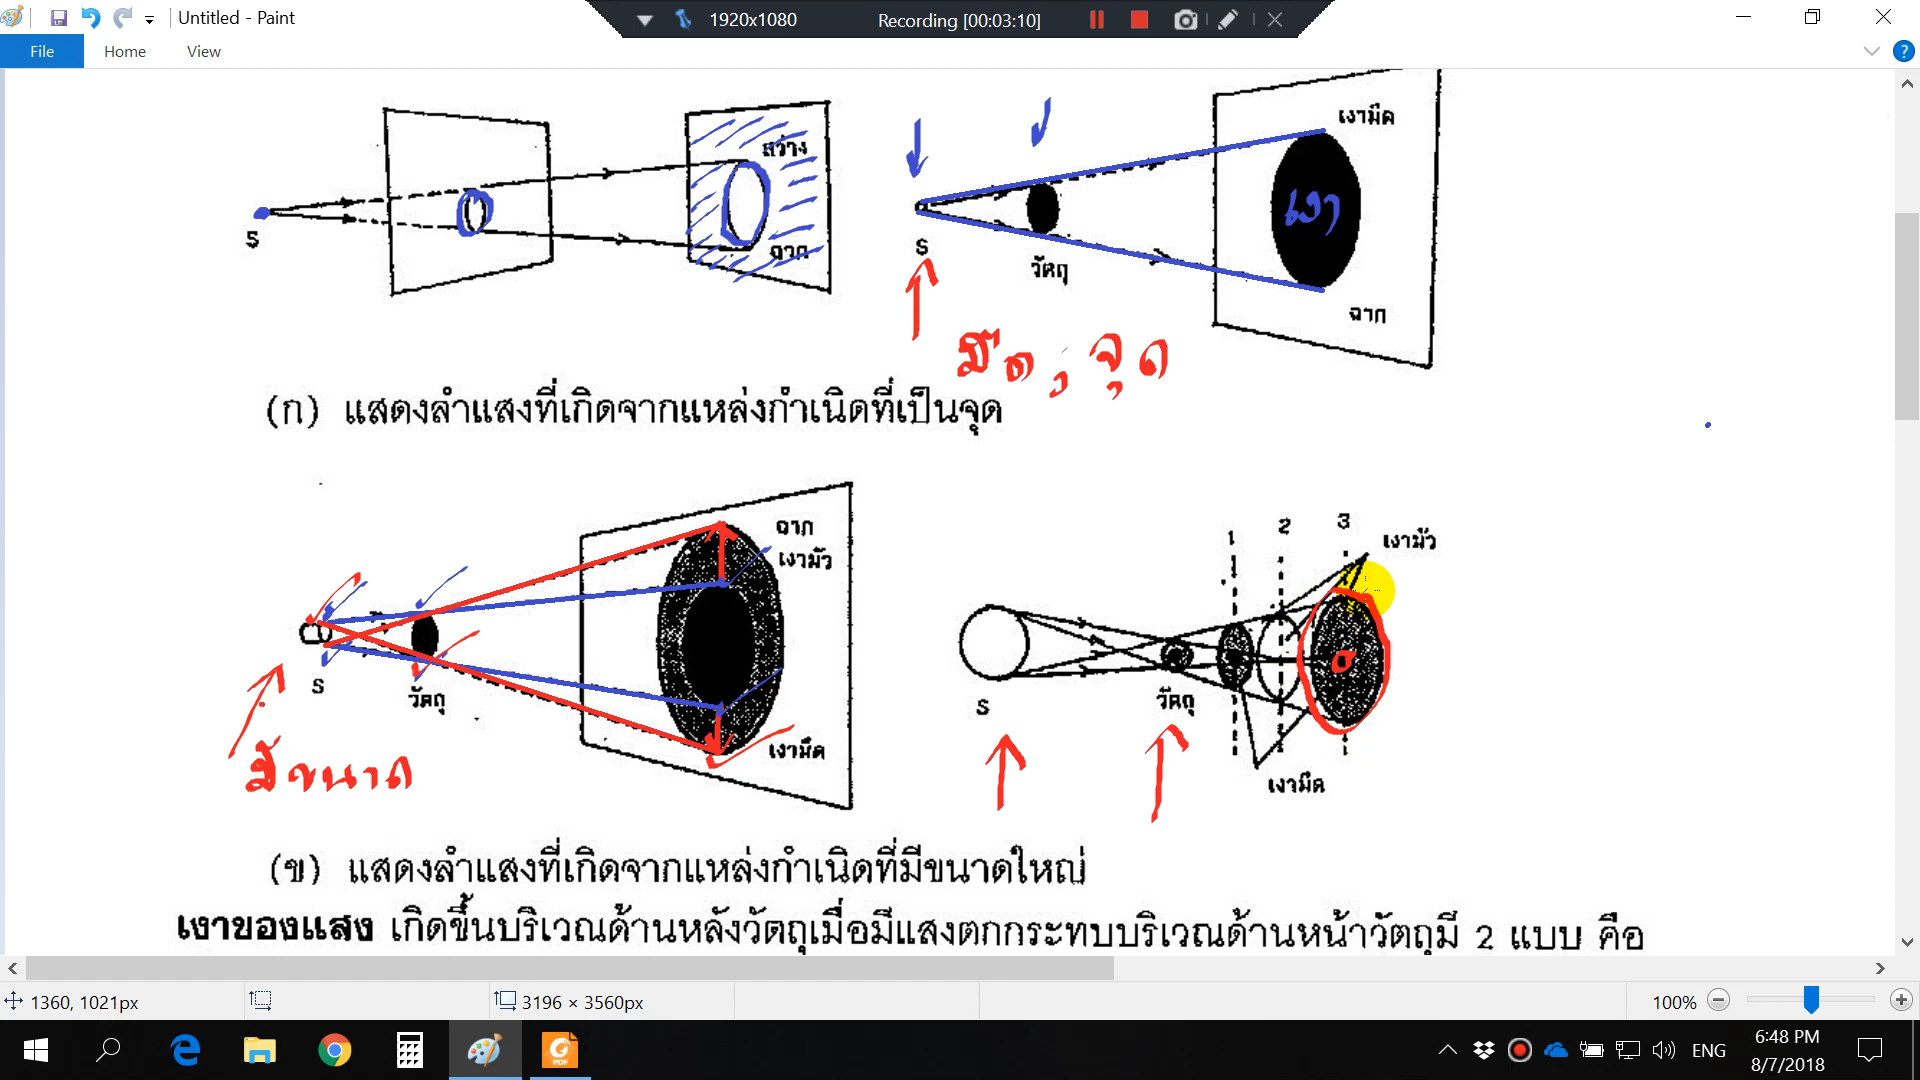 Untitled - Paint
1920x1080
Recording [00:03:10]
File
Home
View
สว่าง
S
ฉาก
เงามืด
เงา
S
วัตถุ
ฉาก
มืด ; จุด
(ก) แสดงลำแสงที่เกิดจากแหล่งกำเนิดที่เป็นจุด
ฉาก
เงามัว
S
วัตถุ
เงามืด
มีขนาด
1
2
3
เงามัว
S
วัตถุ
เงามืด
(ข) แสดงลำแสงที่เกิดจากแหล่งกำเนิดที่มีขนาดใหญ่
เงาของแสง เกิดขึ้นบริเวณด้านหลังวัตถุเมื่อมีแสงตกกระทบบริเวณด้านหน้าวัตถุมี 2 แบบ คือ
1360, 1021px
3196 × 3560px
100%
PDF
ENG
6:48 PM
8/7/2018